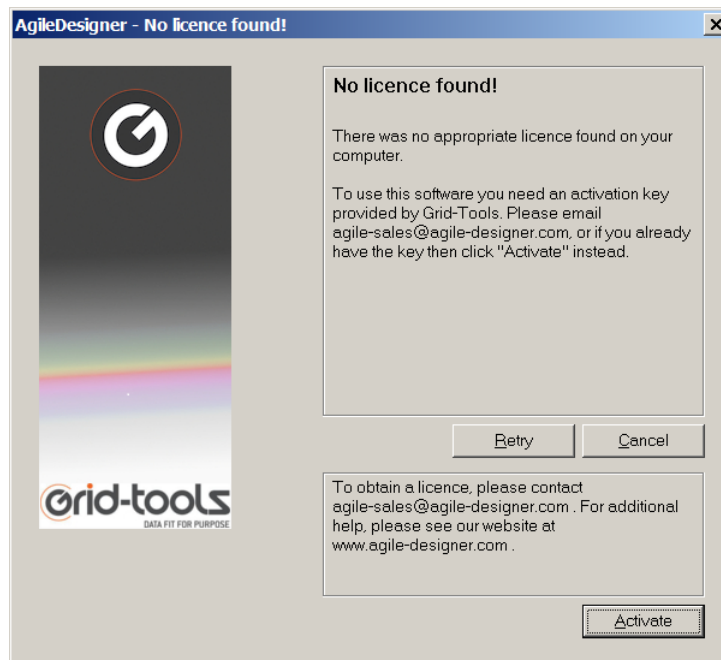 AgileDesigner - No licence found!
No licence found!
There was no appropriate licence found on your
computer.
To use this software you need an activation key
provided by Grid-Tools. Please email
agile-sales@agile-designer.com, or if you already
have the key then click "Activate" instead.
Retry
Cancel
Grid-tools
DATA FIT FOR PURPOSE
To obtain a licence, please contact
agile-sales@agile-designer.com . For additional
help, please see our website at
www.agile-designer.com .
Activate